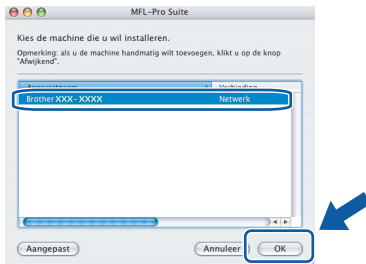 MFL-Pro Suite
Kies de machine die u wil installeren.
Opmerking: als u de machine handmatig wilt toevoegen, klikt u op de knop
"Afwijkend".
Apparaatnaam Verbinding
Brother XXX-XXXX Netwerk
Aangepast Annuleer OK